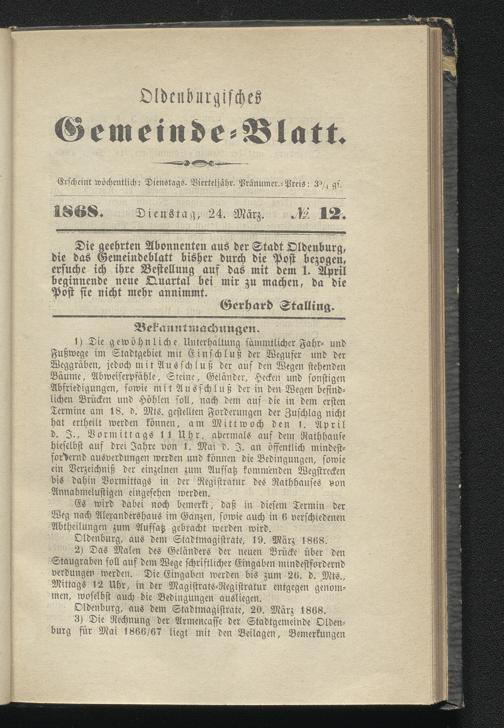 Oldenburgisches
Gemeinde-Blatt.
Erscheint wöchentlich: Dienstags. Vierteljähr. Pränumer.-Preis: 3¾ gs.
1868. Dienstag, 24. März. № 12.
Die geehrten Abonnenten aus der Stadt Oldenburg,
die das Gemeindeblatt bisher durch die Post bezogen,
ersuche ich ihre Bestellung auf das mit dem 1. April
beginnende neue Quartal bei mir zu machen, da die
Post sie nicht mehr annimmt.
Gerhard Stalling.
Bekanntmachungen.
1) Die gewöhnliche Unterhaltung sämmtlicher Fahr- und
Fußwege im Stadtgebiet mit Einschluß der Wegufer und der
Weggräben, jedoch mit Ausschluß der auf den Wegen stehenden
Bäume, Abweiserpfähle, Steine, Geländer, Hecken und sonstigen
Abfriedigungen, sowie mit Ausschluß der in den Wegen befind-
lichen Brücken und Höhlen soll, nach dem auf die in dem ersten
Termine am 18. d. Mts. gestellten Forderungen der Zuschlag nicht
hat ertheilt werden können, am Mittwoch den 1. April
d. J., Vormittags 11 Uhr, abermals auf dem Rathhause
hieselbst auf drei Jahre von 1. Mai d. J. an öffentlich mindest-
fordernd ausverdungen werden und können die Bedingungen, sowie
ein Verzeichniß der einzelnen zum Aufsatz kommenden Wegstrecken
bis dahin Vormittags in der Registratur des Rathhauses von
Annahmelustigen eingesehen werden.
Es wird dabei noch bemerkt, daß in diesem Termin der
Weg nach Alexandershaus im Ganzen, sowie auch in 6 verschiedenen
Abtheilungen zum Aufsatz gebracht werden wird.
Oldenburg, aus dem Stadtmagistrate, 19. März 1868.
2) Das Malen des Geländers der neuen Brücke über den
Staugraben soll auf dem Wege schriftlicher Eingaben mindestfordernd
verdungen werden. Die Eingaben werden bis zum 26. d. Mts.,
Mittags 12 Uhr, in der Magistrats-Registratur entgegen genom-
men, woselbst auch die Bedingungen ausliegen.
Oldenburg, aus dem Stadtmagistrate, 20. März 1868.
3) Die Rechnung der Armencasse der Stadtgemeinde Olden-
burg für Mai 1866/67 liegt mit den Beilagen, Bemerkungen